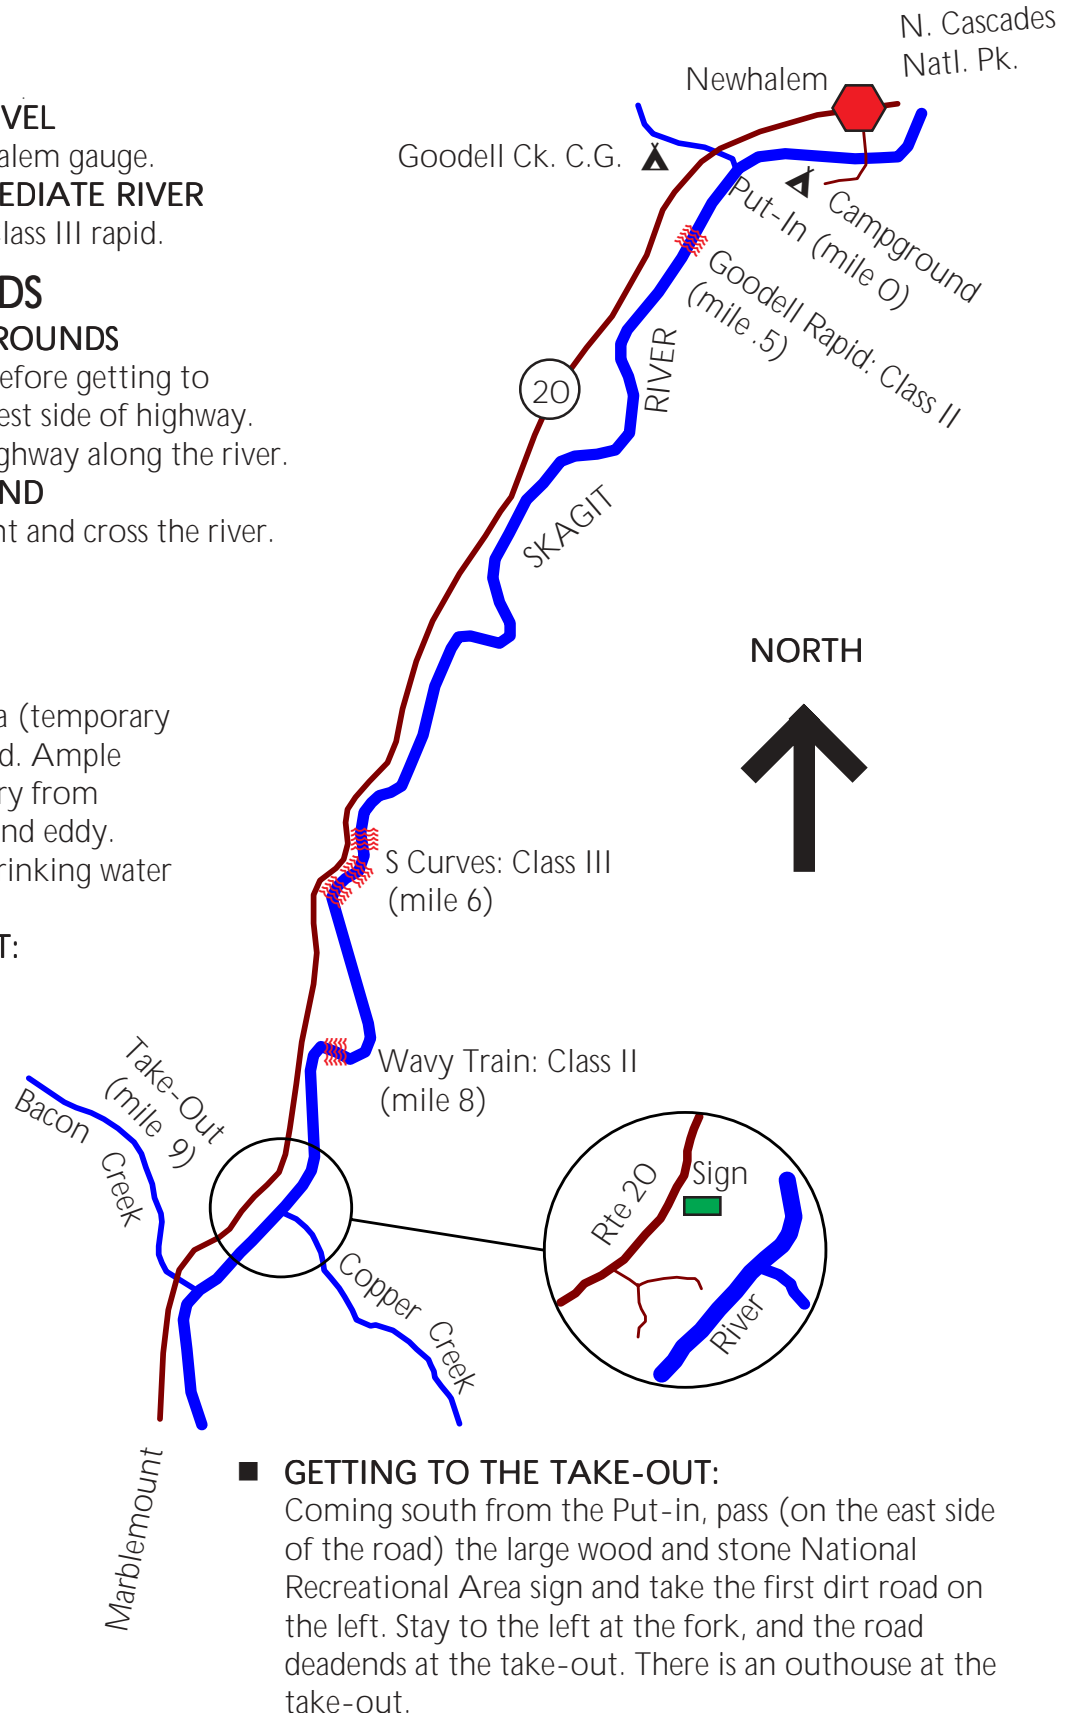 N. Cascades
Natl. Pk.
Newhalem
VEL
alem gauge.
EDIATE RIVER
lass III rapid.
Goodell Ck. C.G.
Put-In (mile 0)
Campground
Goodell Rapid: Class II
(mile .5)
DS
ROUNDS
efore getting to
est side of highway.
ghway along the river.
ND
nt and cross the river.
20
RIVER
SKAGIT
NORTH
a (temporary
d. Ample
ry from
nd eddy.
rinking water
S Curves: Class III
(mile 6)
T:
Wavy Train: Class II
(mile 8)
Take-Out
(mile 9)
Bacon Creek
Copper Creek
Rte 20
Sign
River
Marblemount
■ GETTING TO THE TAKE-OUT:
Coming south from the Put-in, pass (on the east side
of the road) the large wood and stone National
Recreational Area sign and take the first dirt road on
the left. Stay to the left at the fork, and the road
deadends at the take-out. There is an outhouse at the
take-out.